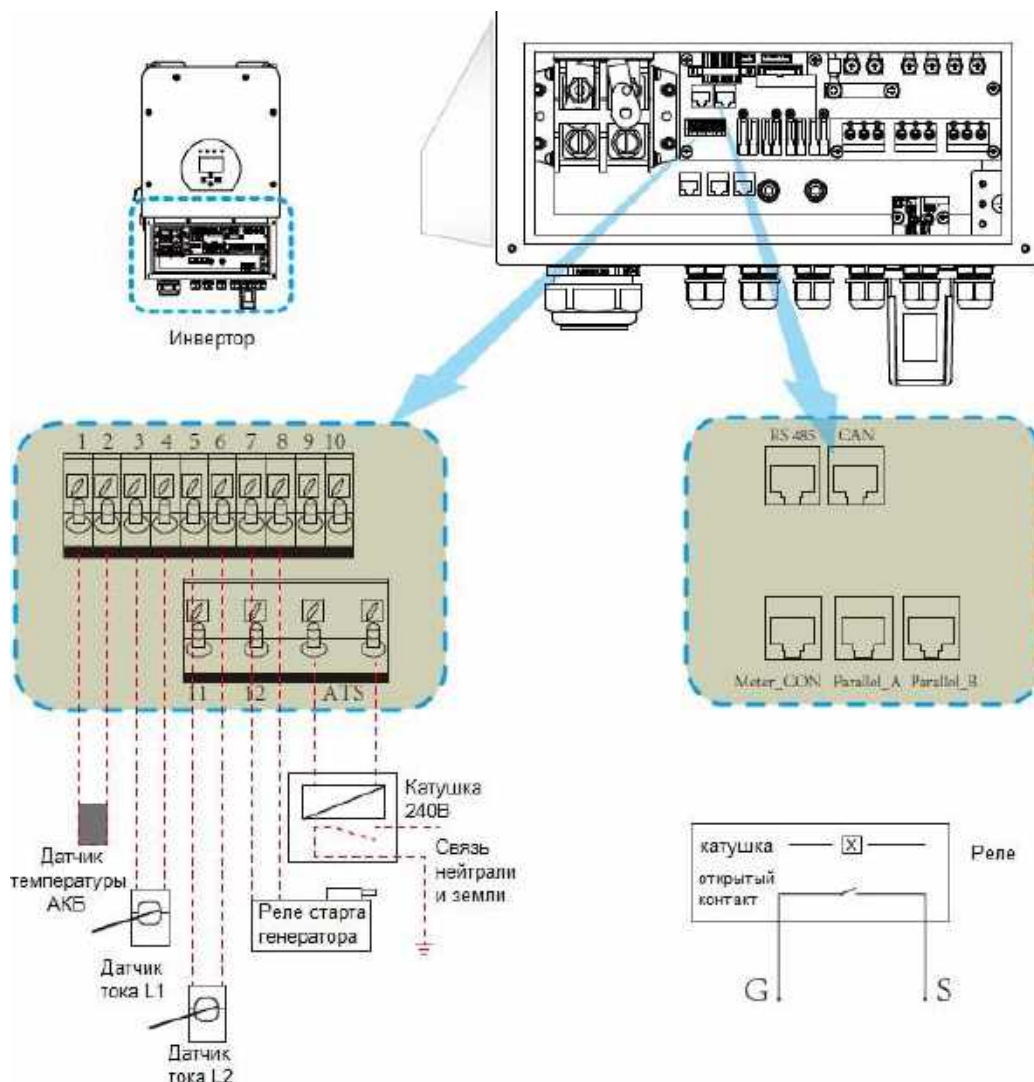 Инвертор
1 2 3 4 5 6 7 8 9 10
11 12 ATS
RS 485 CAN
Meter_CON Parallel_A Parallel_B
Датчик
температуры
АКБ
Датчик
тока L1
Датчик
тока L2
Реле старта
генератора
Катушка
240В
Связь
нейтрали
и земли
катушка
X
Реле
открытый
контакт
G S